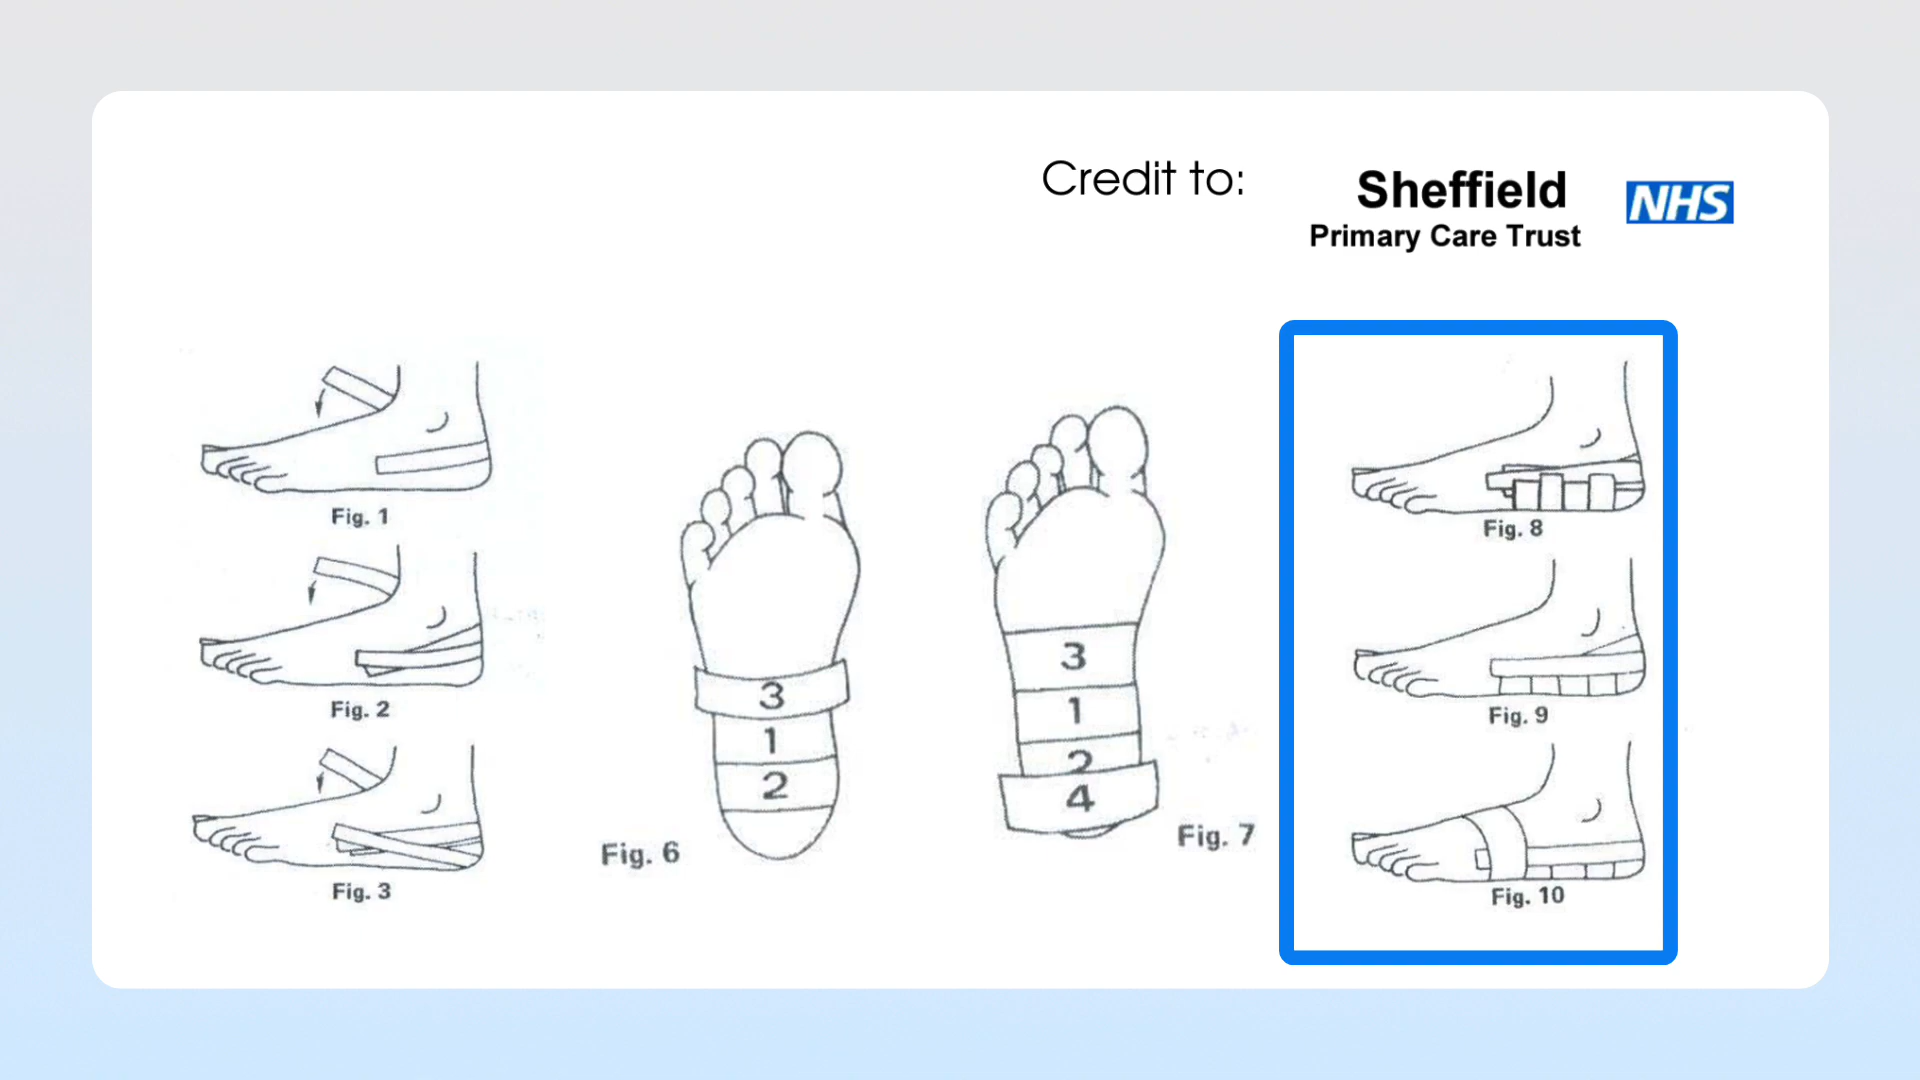 Credit to:
Sheffield
Primary Care Trust
NHS
Fig. 1
Fig. 2
Fig. 3
3
1
2
Fig. 6
3
1
2
4
Fig. 7
Fig. 8
Fig. 9
Fig. 10